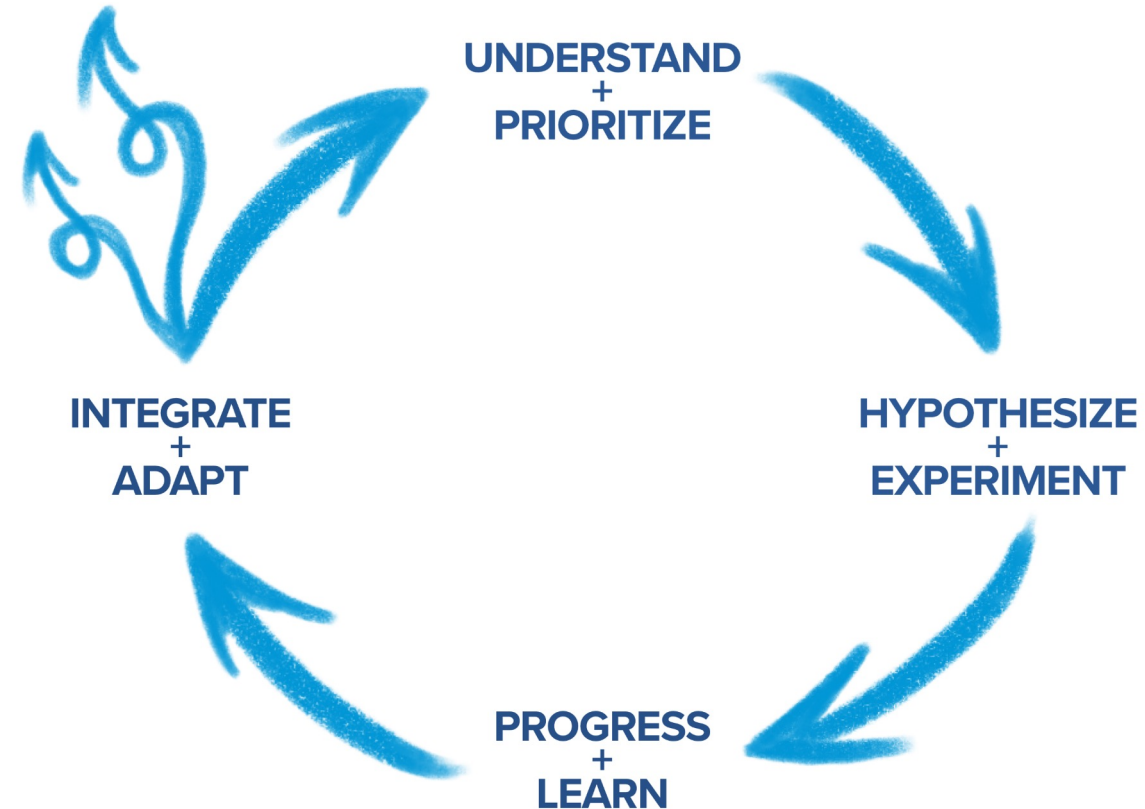 UNDERSTAND
+
PRIORITIZE
HYPOTHESIZE
+
EXPERIMENT
PROGRESS
+
LEARN
INTEGRATE
+
ADAPT